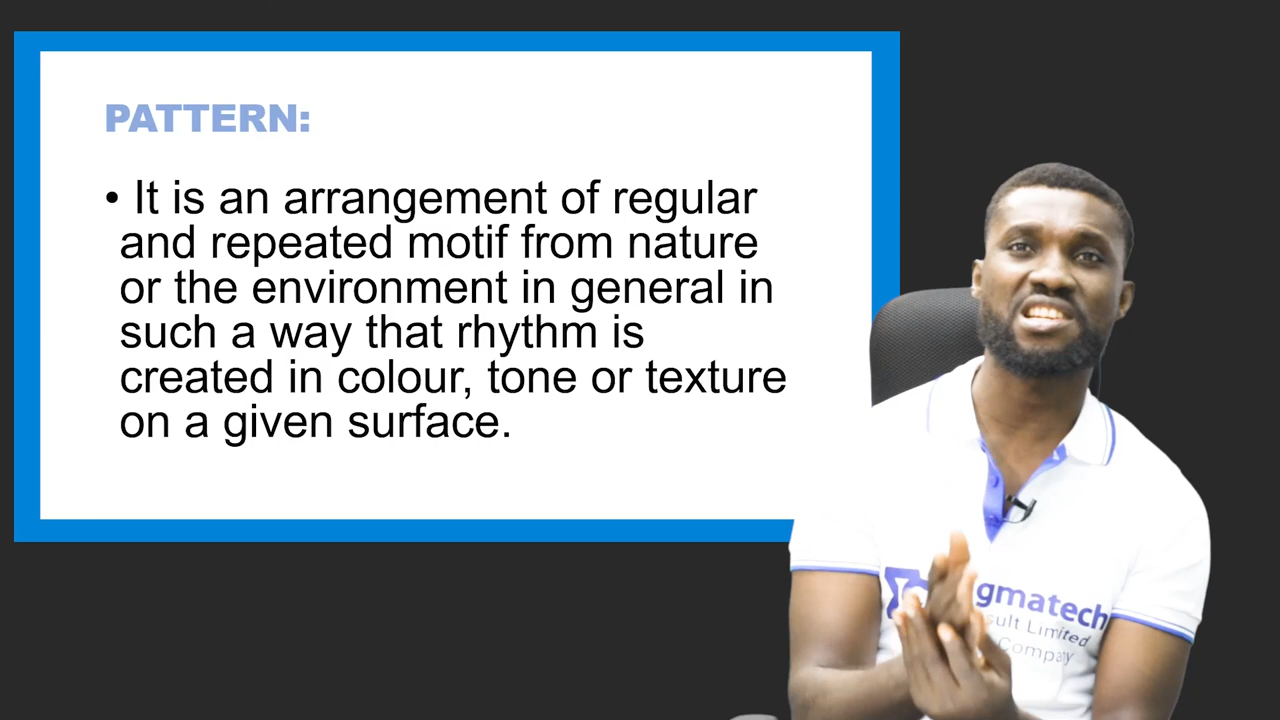 PATTERN:
• It is an arrangement of regular
and repeated motif from nature
or the environment in general in
such a way that rhythm is
created in colour, tone or texture
on a given surface.
gmatech
sult Limited
Company